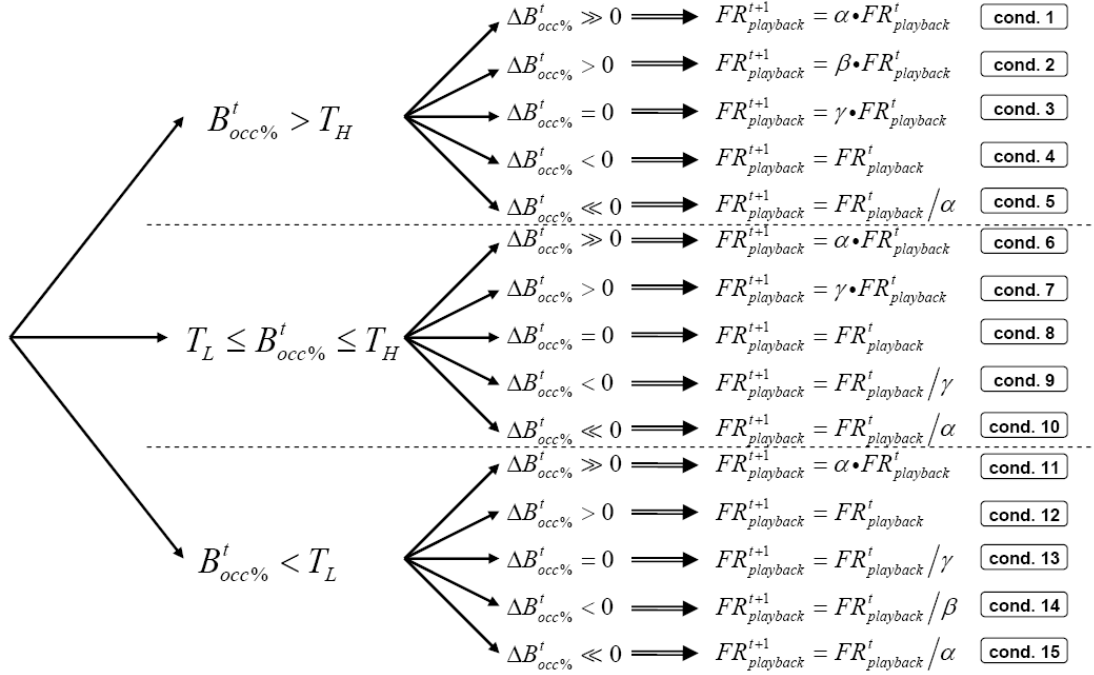 ΔB^t_{occ%} ≫ 0 ⟹ FR^{t+1}_{playback} = α•FR^t_{playback} cond. 1
ΔB^t_{occ%} > 0 ⟹ FR^{t+1}_{playback} = β•FR^t_{playback} cond. 2
B^t_{occ%} > T_H
ΔB^t_{occ%} = 0 ⟹ FR^{t+1}_{playback} = γ•FR^t_{playback} cond. 3
ΔB^t_{occ%} < 0 ⟹ FR^{t+1}_{playback} = FR^t_{playback} cond. 4
ΔB^t_{occ%} ≪ 0 ⟹ FR^{t+1}_{playback} = FR^t_{playback}/α cond. 5
ΔB^t_{occ%} ≫ 0 ⟹ FR^{t+1}_{playback} = α•FR^t_{playback} cond. 6
ΔB^t_{occ%} > 0 ⟹ FR^{t+1}_{playback} = γ•FR^t_{playback} cond. 7
T_L ≤ B^t_{occ%} ≤ T_H
ΔB^t_{occ%} = 0 ⟹ FR^{t+1}_{playback} = FR^t_{playback} cond. 8
ΔB^t_{occ%} < 0 ⟹ FR^{t+1}_{playback} = FR^t_{playback}/γ cond. 9
ΔB^t_{occ%} ≪ 0 ⟹ FR^{t+1}_{playback} = FR^t_{playback}/α cond. 10
ΔB^t_{occ%} ≫ 0 ⟹ FR^{t+1}_{playback} = α•FR^t_{playback} cond. 11
ΔB^t_{occ%} > 0 ⟹ FR^{t+1}_{playback} = FR^t_{playback} cond. 12
B^t_{occ%} < T_L
ΔB^t_{occ%} = 0 ⟹ FR^{t+1}_{playback} = FR^t_{playback}/γ cond. 13
ΔB^t_{occ%} < 0 ⟹ FR^{t+1}_{playback} = FR^t_{playback}/β cond. 14
ΔB^t_{occ%} ≪ 0 ⟹ FR^{t+1}_{playback} = FR^t_{playback}/α cond. 15